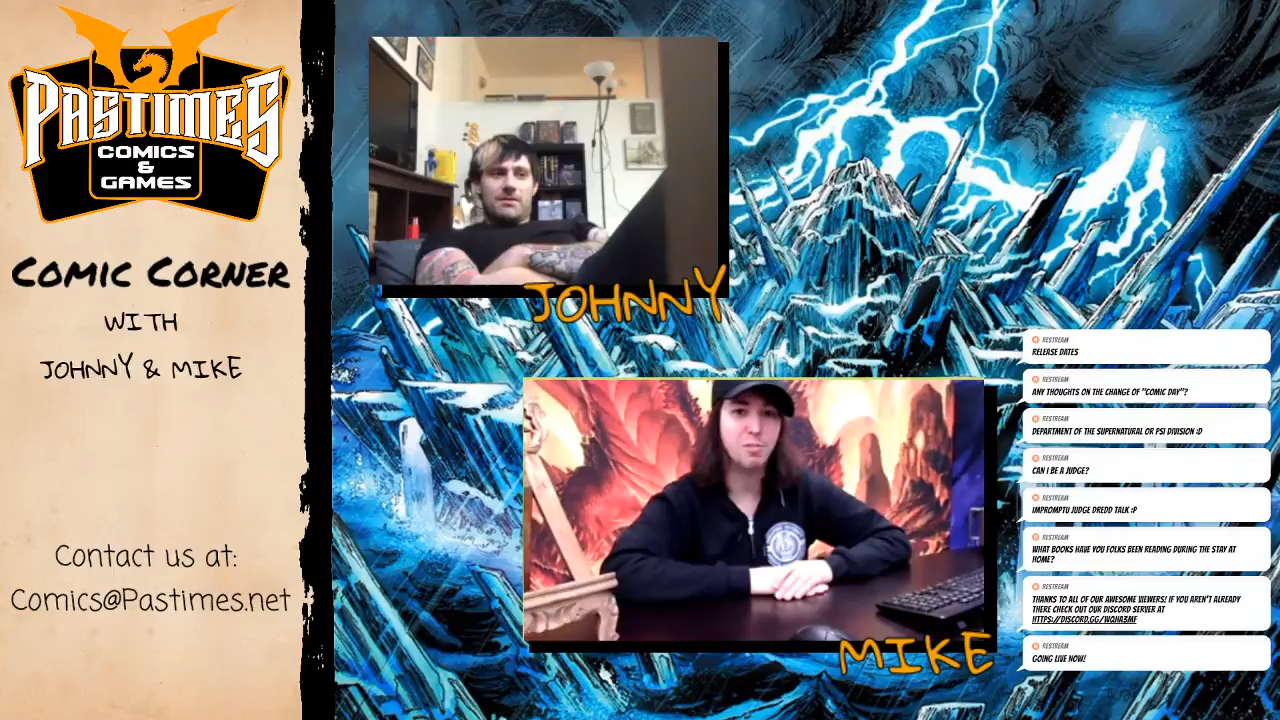 PASTIMES
COMICS
&
GAMES
COMIC CORNER
WITH
JOHNNY & MIKE
Contact us at:
Comics@Pastimes.net
JOHNNY
MIKE
RESTREAM
RELEASE DATES
RESTREAM
ANY THOUGHTS ON THE CHANGE OF "COMIC DAY"?
RESTREAM
DEPARTMENT OF THE SUPERNATURAL OR PSI DIVISION :D
RESTREAM
CAN I BE A JUDGE?
RESTREAM
IMPROMPTU JUDGE DREDD TALK :P
RESTREAM
WHAT BOOKS HAVE YOU FOLKS BEEN READING DURING THE STAY AT
HOME?
RESTREAM
THANKS TO ALL OF OUR AWESOME VIEWERS! IF YOU AREN'T ALREADY
THERE CHECK OUT OUR DISCORD SERVER AT
HTTPS://DISCORD.GG/WQHA3MF
RESTREAM
GOING LIVE NOW!